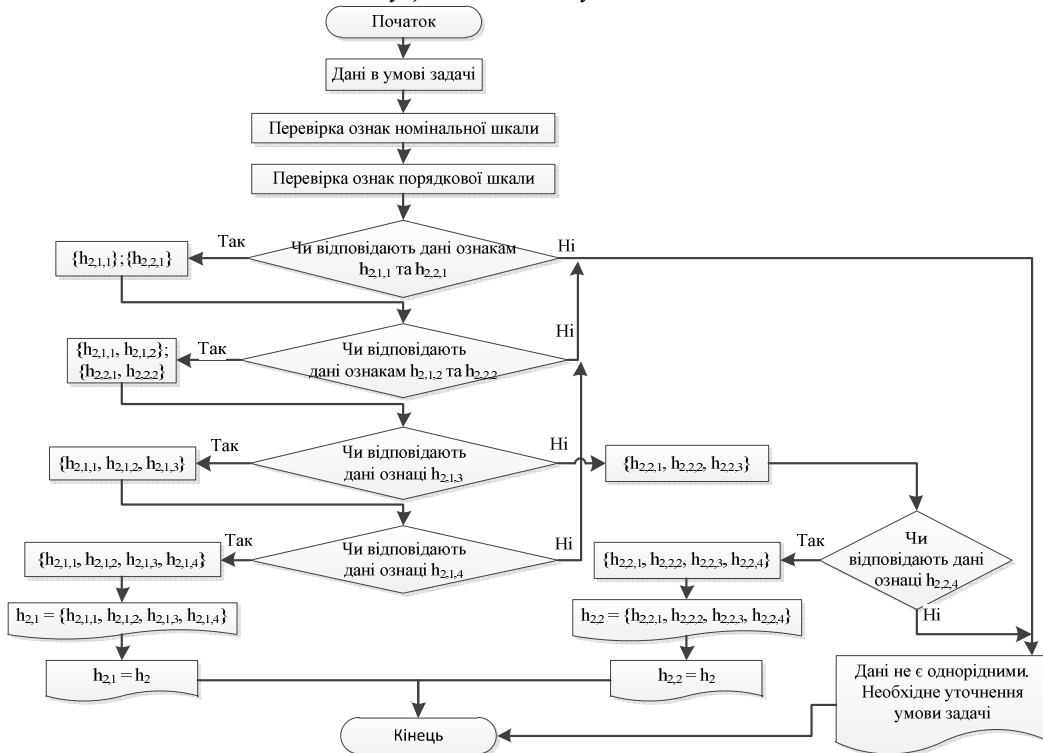 Початок
Дані в умові задачі
Перевірка ознак номінальної шкали
Перевірка ознак порядкової шкали
Чи відповідають дані ознакам
h2,1,1 та h2,2,1
Так
Ні
{h2,1,1}; {h2,2,1}
Чи відповідають
дані ознакам h2,1,2 та h2,2,2
Так
Ні
{h2,1,1, h2,1,2};
{h2,2,1, h2,2,2}
Чи відповідають
дані ознаці h2,1,3
Так
Ні
{h2,1,1, h2,1,2, h2,1,3}
{h2,2,1, h2,2,2, h2,2,3}
Чи відповідають
дані ознаці h2,1,4
Так
Ні
{h2,1,1, h2,1,2, h2,1,3, h2,1,4}
Чи
відповідають дані
ознаці h2,2,4
Так
Ні
{h2,2,1, h2,2,2, h2,2,3, h2,2,4}
h2,1 = {h2,1,1, h2,1,2, h2,1,3, h2,1,4}
h2,2 = {h2,2,1, h2,2,2, h2,2,3, h2,2,4}
h2,1 = h2
h2,2 = h2
Дані не є однорідними.
Необхідне уточнення
умови задачі
Кінець